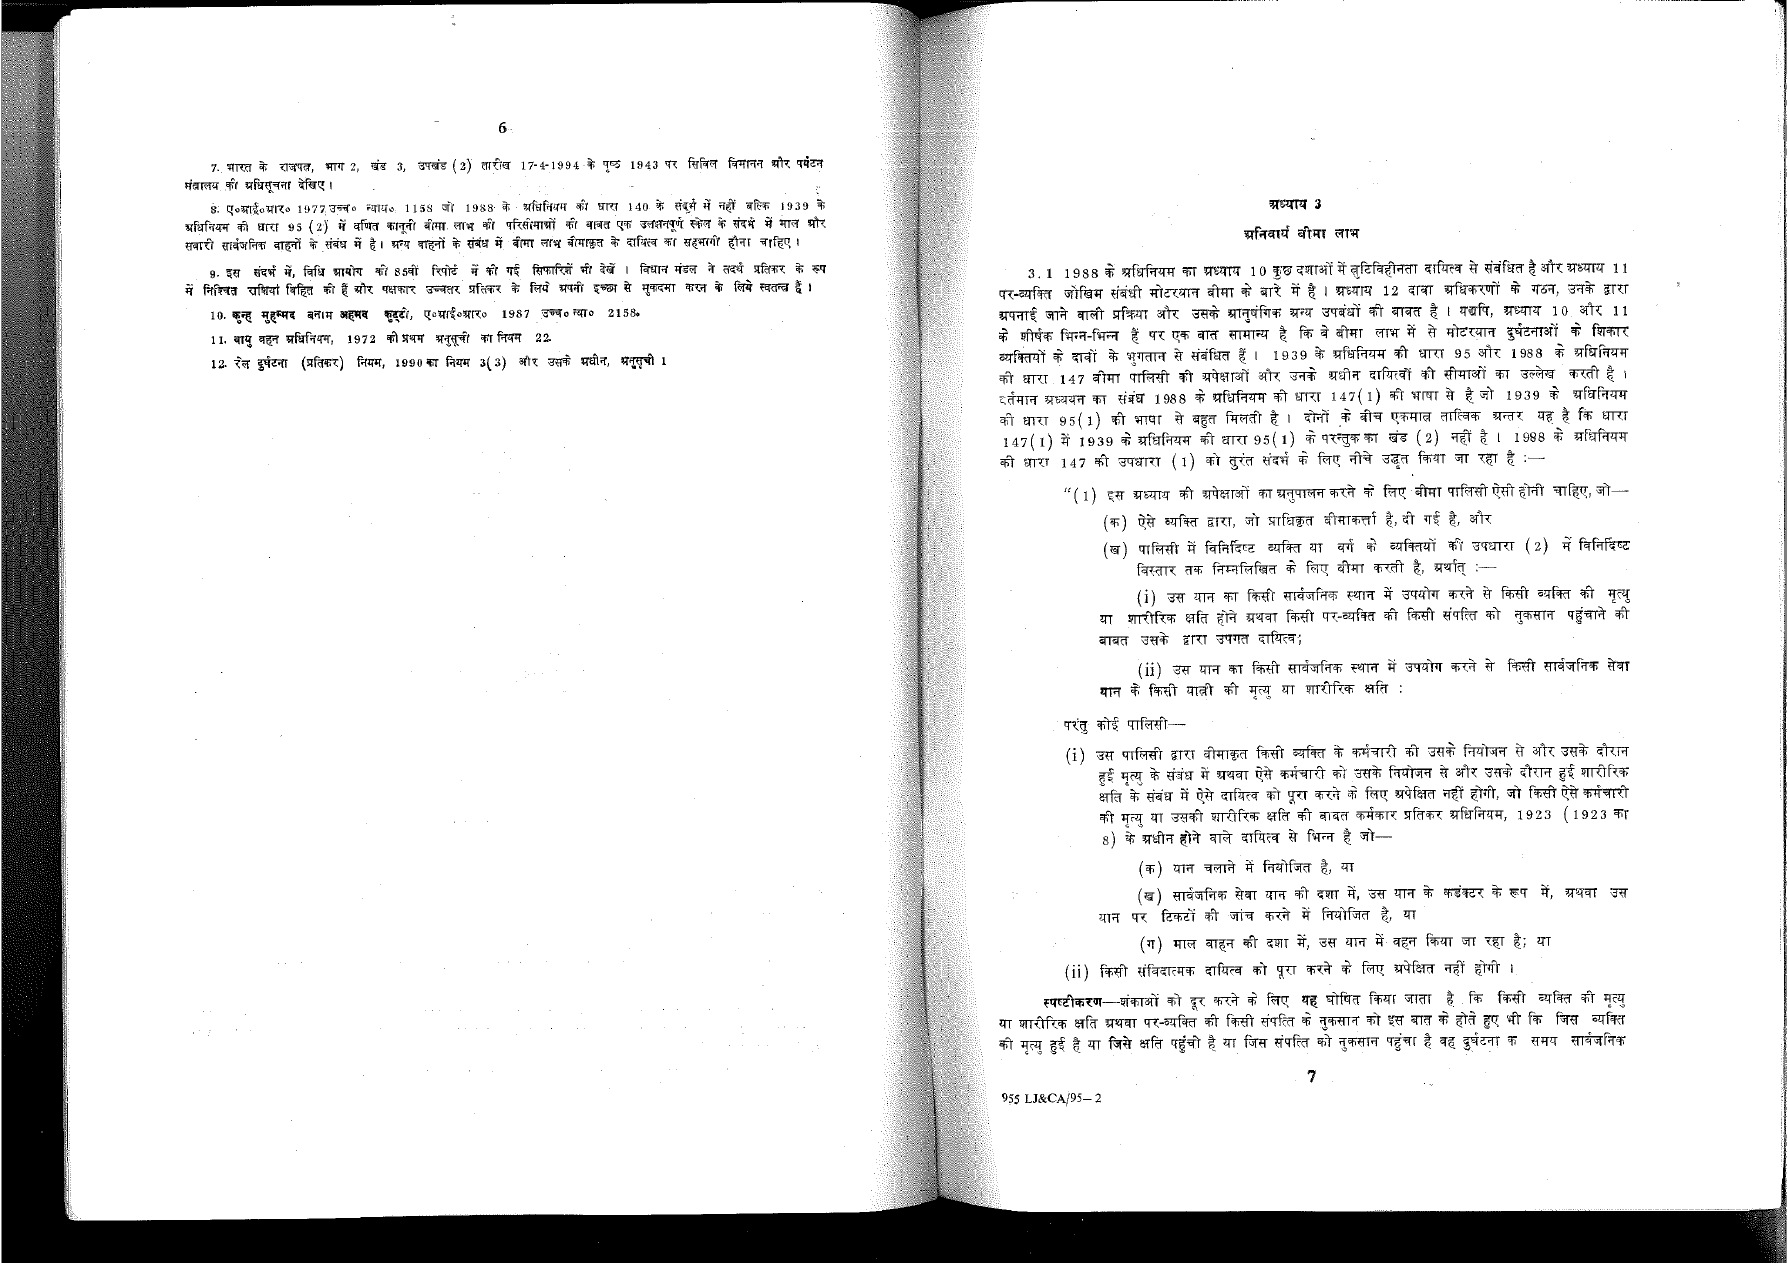 6
7. भारत के राजपत्र, भाग 2, खंड 3, उपखंड (2) तारीख 17-4-1994 के पृष्ठ 1943 पर सिविल विमानन और पर्यटन
मंत्रालय की अधिसूचना देखिए।
8. ए०आई०आर० 1977 उच्च० न्याय० 1158 जो 1988 के अधिनियम की धारा 140 के संदर्भ में नहीं बल्कि 1939 के
अधिनियम की धारा 95 (2) में वर्णित कानूनी बीमा लाभ की परिसीमाओं की बाबत एक उलझनपूर्ण स्केल के संदर्भ में माल और
सवारी सार्वजनिक वाहनों के संबंध में है। अन्य वाहनों के संबंध में बीमा लाभ बीमाकृत के दायित्व का सहभागी होना चाहिए।
9. इस संदर्भ में, विधि आयोग की 85वीं रिपोर्ट में की गई सिफारिशें भी देखें । विधान मंडल ने तदर्थ प्रतिकर के रूप
में निश्चित राशियां विहित की हैं और पक्षकार उच्चतर प्रतिकर के लिये अपनी इच्छा से मुकदमा करने के लिये स्वतन्त्र हैं।
10. कुन्ह मुहम्मद बनाम अहमद कुट्टी, ए०आई०आर० 1987 उच्च०न्या० 2158.
11. वायु वहन अधिनियम, 1972 की प्रथम अनुसूची का नियम 22.
12. रेल दुर्घटना (प्रतिकर) नियम, 1990 का नियम 3(3) और उसके अधीन, अनुसूची 1
अध्याय 3
अनिवार्य बीमा लाभ
3.1 1988 के अधिनियम का अध्याय 10 कुछ दशाओं में त्रुटिविहीनता दायित्व से संबंधित है और अध्याय 11
पर-व्यक्ति जोखिम संबंधी मोटरयान बीमा के बारे में है। अध्याय 12 दावा अधिकरणों के गठन, उनके द्वारा
अपनाई जाने वाली प्रक्रिया और उसके आनुषंगिक अन्य उपबंधों की बाबत है। यद्यपि, अध्याय 10 और 11
के शीर्षक भिन्न-भिन्न हैं पर एक बात सामान्य है कि वे बीमा लाभ में से मोटरयान दुर्घटनाओं के शिकार
व्यक्तियों के दावों के भुगतान से संबंधित हैं। 1939 के अधिनियम की धारा 95 और 1988 के अधिनियम
की धारा 147 बीमा पालिसी की अपेक्षाओं और उनके अधीन दायित्वों की सीमाओं का उल्लेख करती है।
वर्तमान अध्ययन का संबंध 1988 के अधिनियम की धारा 147(1) की भाषा से है जो 1939 के अधिनियम
की धारा 95(1) की भाषा से बहुत मिलती है। दोनों के बीच एकमात्र तात्विक अन्तर यह है कि धारा
147(1) में 1939 के अधिनियम की धारा 95(1) के परन्तुक का खंड (2) नहीं है। 1988 के अधिनियम
की धारा 147 की उपधारा (1) को तुरंत संदर्भ के लिए नीचे उद्धृत किया जा रहा है :—
"(1) इस अध्याय की अपेक्षाओं का अनुपालन करने के लिए बीमा पालिसी ऐसी होनी चाहिए, जो—
(क) ऐसे व्यक्ति द्वारा, जो प्राधिकृत बीमाकर्त्ता है, दी गई है, और
(ख) पालिसी में विनिर्दिष्ट व्यक्ति या वर्ग के व्यक्तियों की उपधारा (2) में विनिर्दिष्ट
विस्तार तक निम्नलिखित के लिए बीमा करती है, अर्थात् :—
(i) उस यान का किसी सार्वजनिक स्थान में उपयोग करने से किसी व्यक्ति की मृत्यु
या शारीरिक क्षति होने अथवा किसी पर-व्यक्ति की किसी संपत्ति को नुकसान पहुंचाने की
बाबत उसके द्वारा उपगत दायित्व;
(ii) उस यान का किसी सार्वजनिक स्थान में उपयोग करने से किसी सार्वजनिक सेवा
यान के किसी यात्री की मृत्यु या शारीरिक क्षति :
परंतु कोई पालिसी—
(i) उस पालिसी द्वारा बीमाकृत किसी व्यक्ति के कर्मचारी की उसके नियोजन से और उसके दौरान
हुई मृत्यु के संबंध में अथवा ऐसे कर्मचारी को उसके नियोजन से और उसके दौरान हुई शारीरिक
क्षति के संबंध में ऐसे दायित्व को पूरा करने के लिए अपेक्षित नहीं होगी, जो किसी ऐसे कर्मचारी
की मृत्यु या उसकी शारीरिक क्षति की बाबत कर्मकार प्रतिकर अधिनियम, 1923 (1923 का
8) के अधीन होने वाले दायित्व से भिन्न है जो—
(क) यान चलाने में नियोजित है, या
(ख) सार्वजनिक सेवा यान की दशा में, उस यान के कडंक्टर के रूप में, अथवा उस
यान पर टिकटों की जांच करने में नियोजित है, या
(ग) माल वाहन की दशा में, उस यान में वहन किया जा रहा है; या
(ii) किसी संविदात्मक दायित्व को पूरा करने के लिए अपेक्षित नहीं होगी ।
स्पष्टीकरण—शंकाओं को दूर करने के लिए यह घोषित किया जाता है कि किसी व्यक्ति की मृत्यु
या शारीरिक क्षति अथवा पर-व्यक्ति की किसी संपत्ति के नुकसान को इस बात के होते हुए भी कि जिस व्यक्ति
की मृत्यु हुई है या जिसे क्षति पहुंची है या जिस संपत्ति को नुकसान पहुंचा है वह दुर्घटना क समय सार्वजनिक
7
955 LJ&CA/95—2